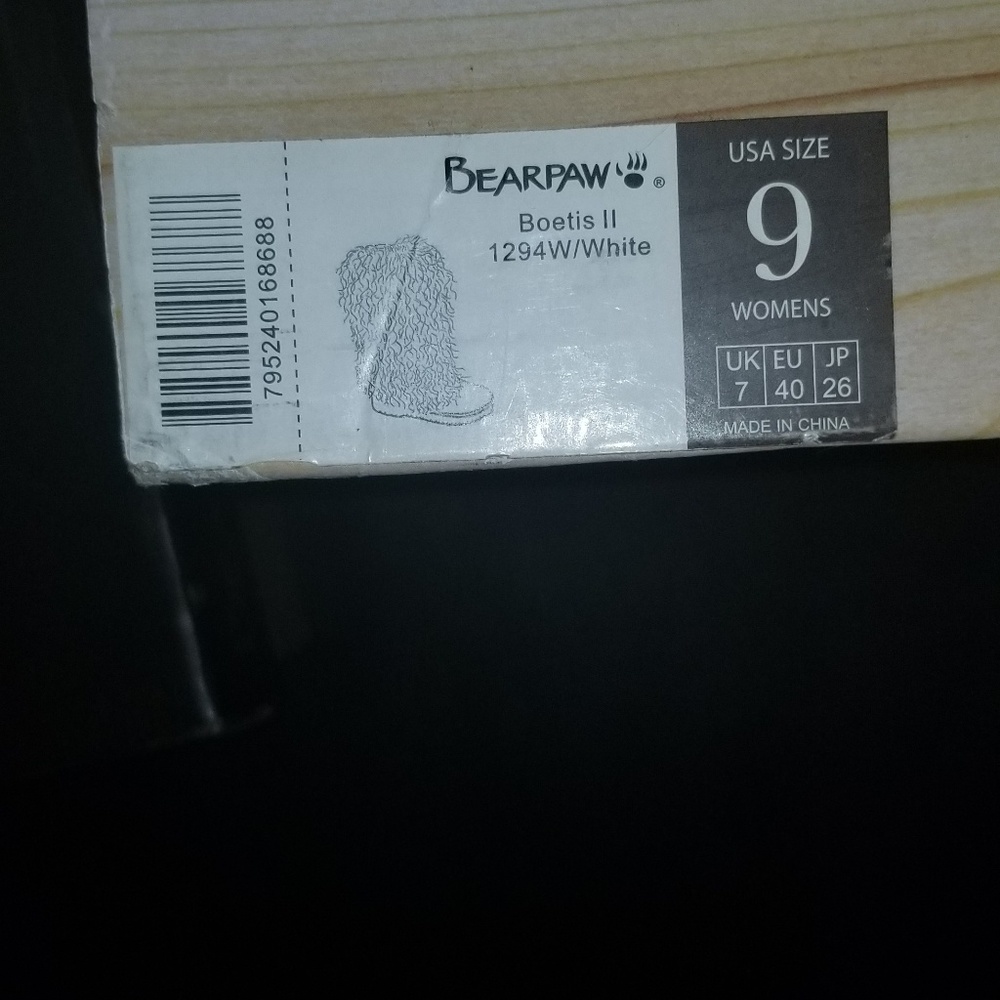 795240168688
BEARPAW ®
Boetis II
1294W/White
USA SIZE
9
WOMENS
UK EU JP
7 40 26
MADE IN CHINA